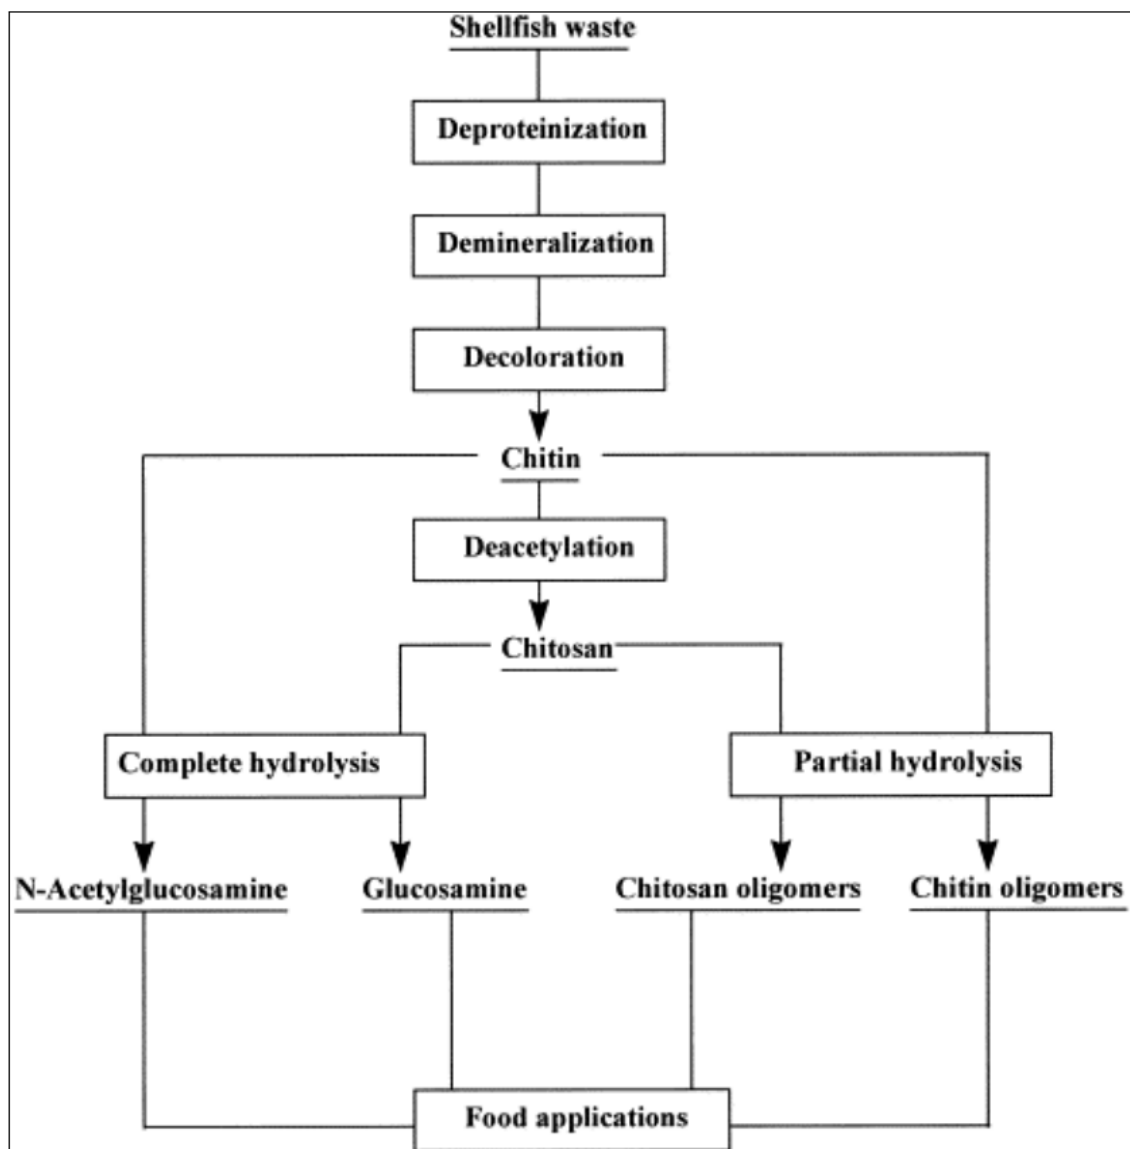 Shellfish waste
Deproteinization
Demineralization
Decoloration
Chitin
Deacetylation
Chitosan
Complete hydrolysis
Partial hydrolysis
N-Acetylglucosamine
Glucosamine
Chitosan oligomers
Chitin oligomers
Food applications